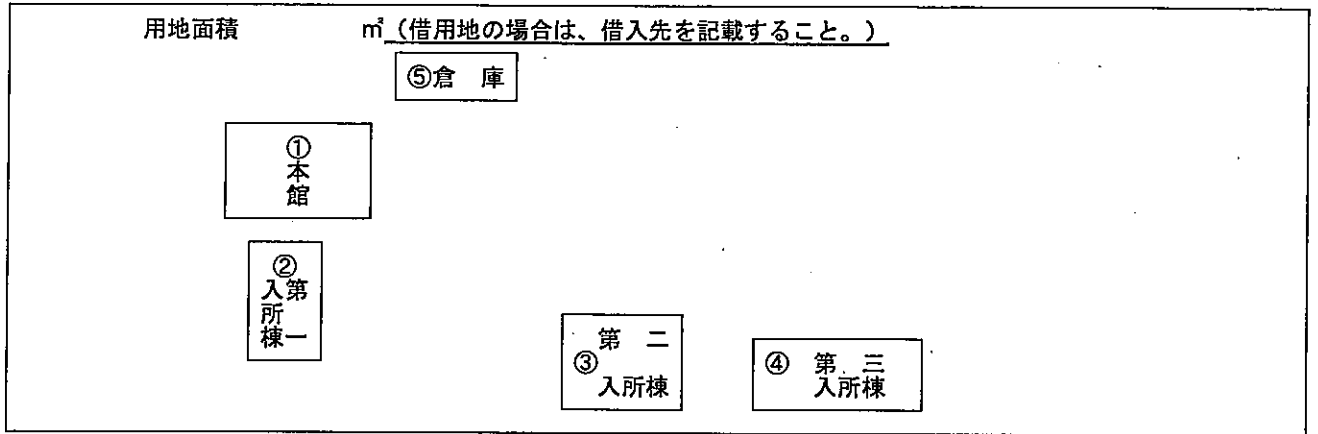 用地面積　　　　　㎡（借用地の場合は、借入先を記載すること。）
⑤倉　庫
①
本館
②
第一
入所棟
第　二
③
入所棟
④　第　三
入所棟